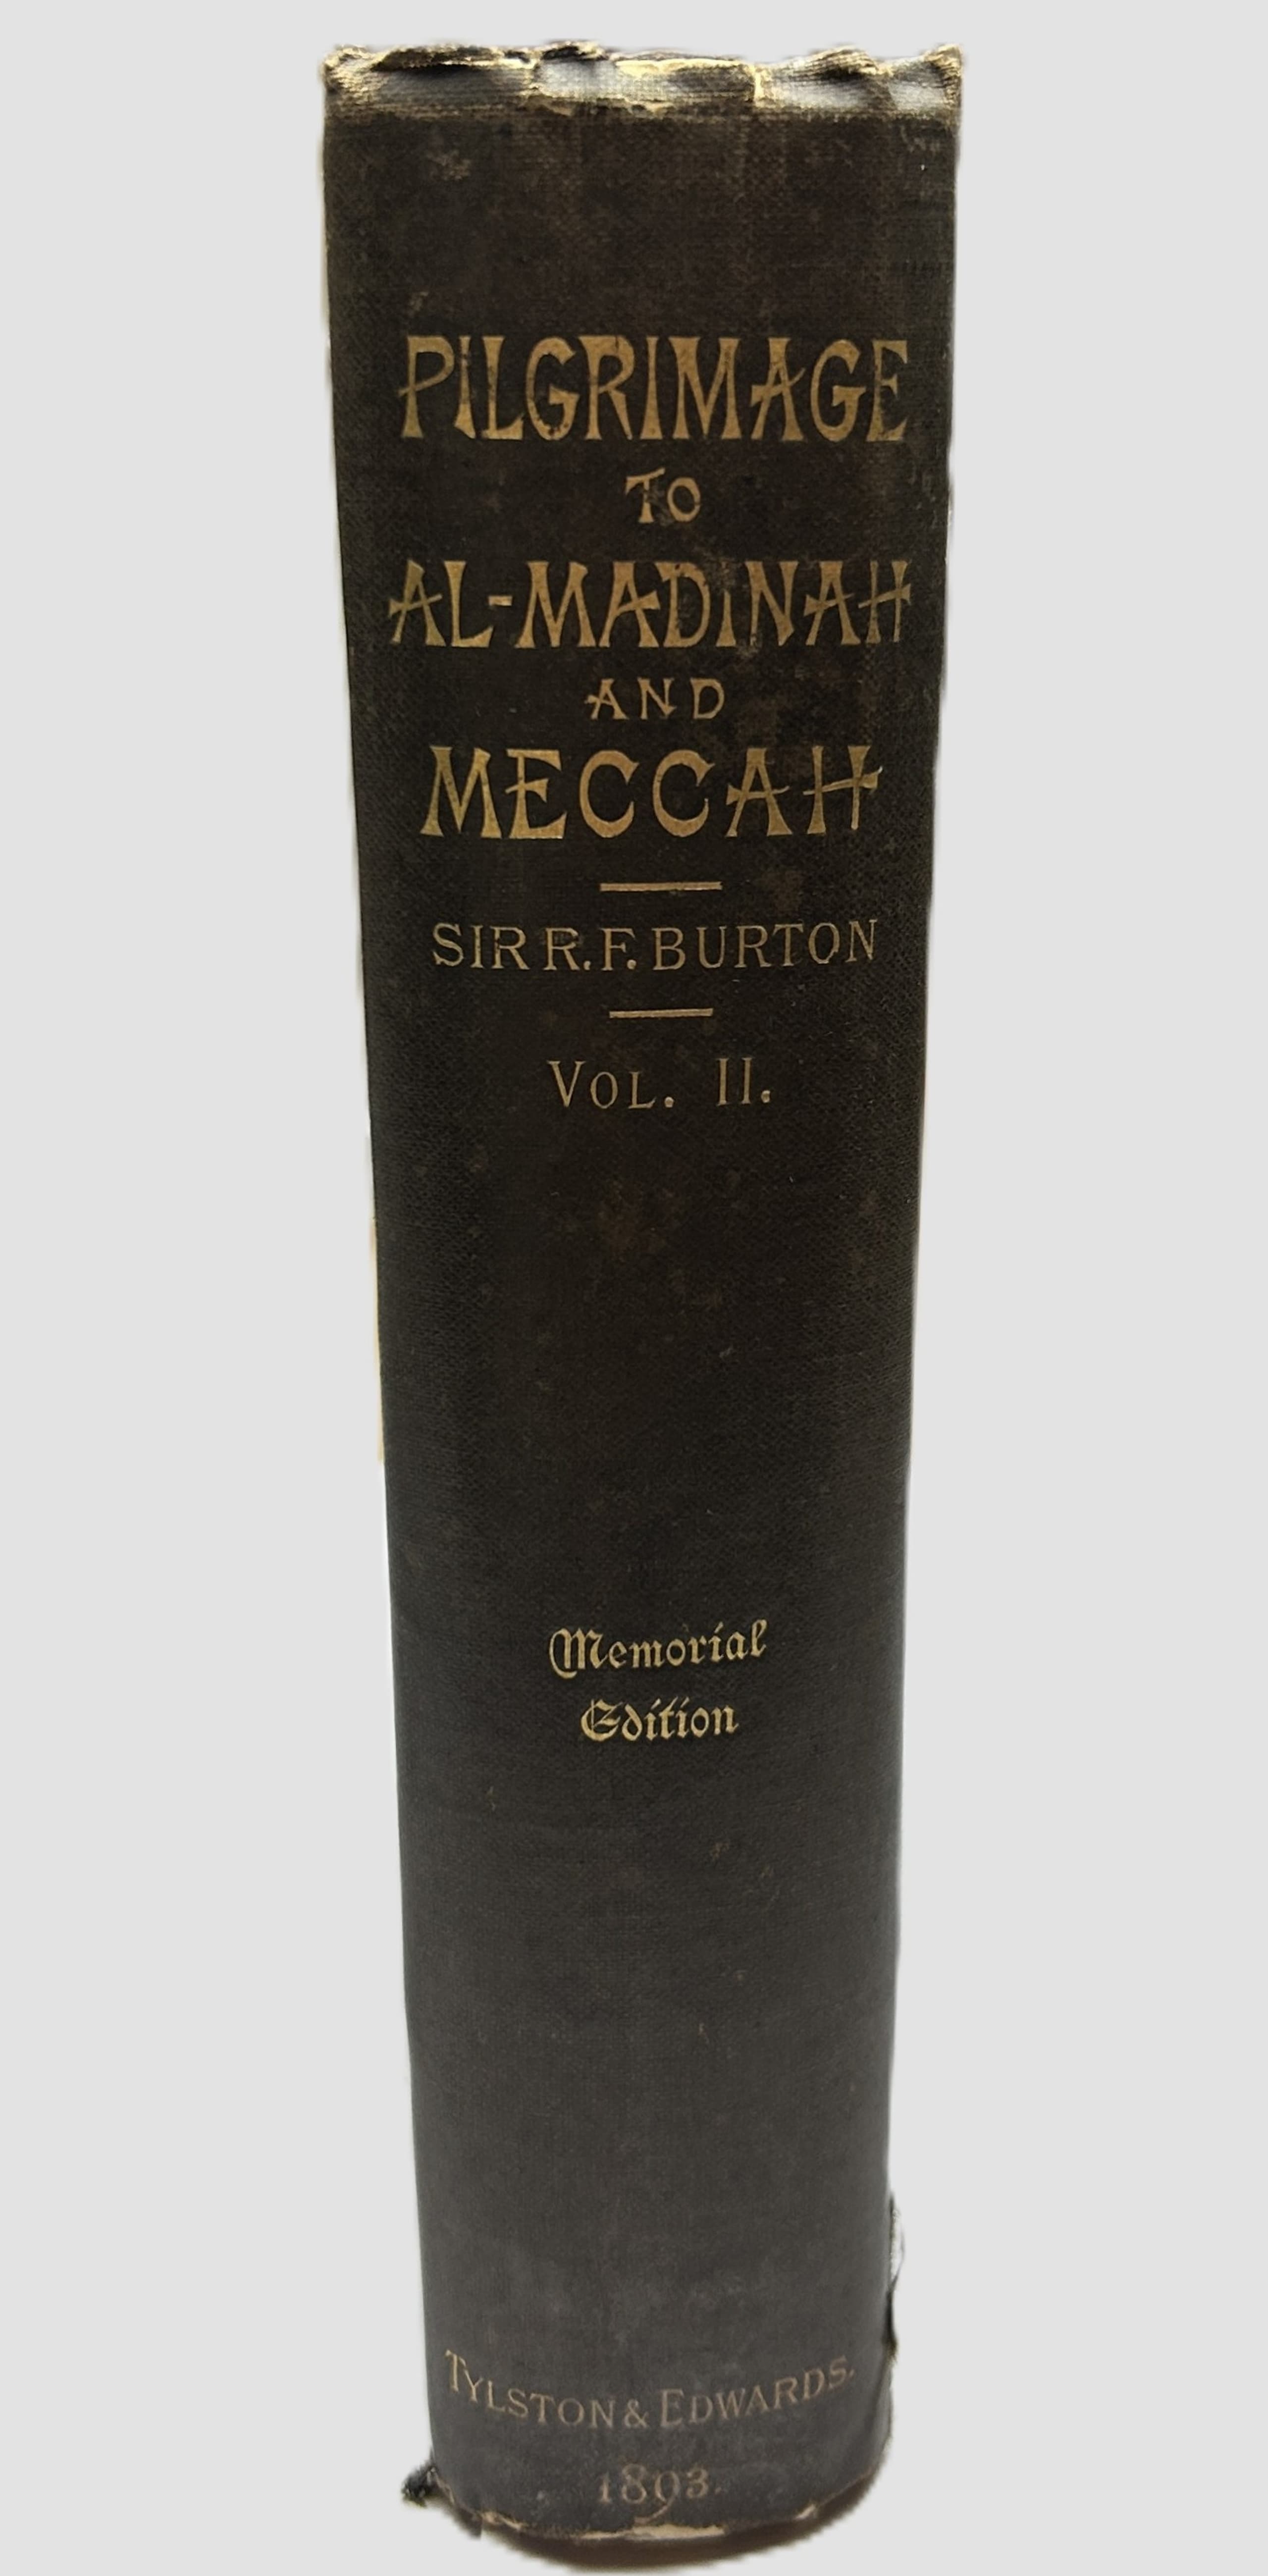 PILGRIMAGE
TO
AL-MADINAH
AND
MECCAH
SIR R.F. BURTON
VOL. II.
Memorial
Edition
TYLSTON & EDWARDS.
1893.